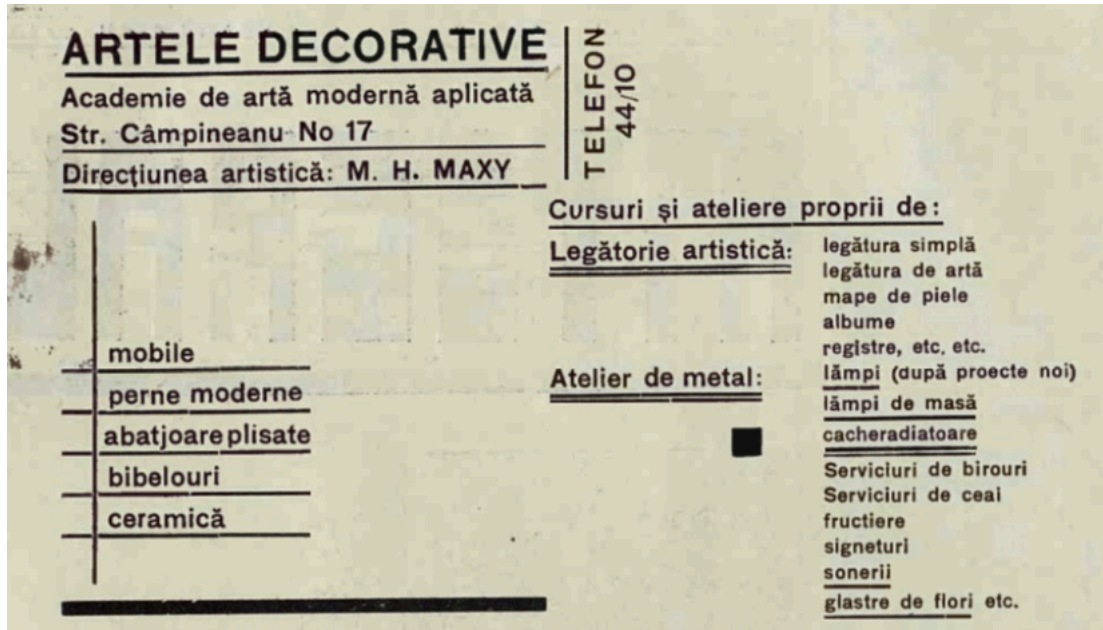 ARTELE DECORATIVE
Academie de artă modernă aplicată
Str. Câmpineanu No 17
Direcțiunea artistică: M. H. MAXY
TELEFON
44/10
mobile
perne moderne
abatjoare plisate
bibelouri
ceramică
Cursuri și ateliere proprii de:
Legătorie artistică:
legătura simplă
legătura de artă
mape de piele
albume
registre, etc. etc.
Atelier de metal:
lămpi (după proecte noi)
lămpi de masă
cacheradiatoare
Serviciuri de birouri
Serviciuri de ceai
fructiere
signeturi
sonerii
glastre de flori etc.